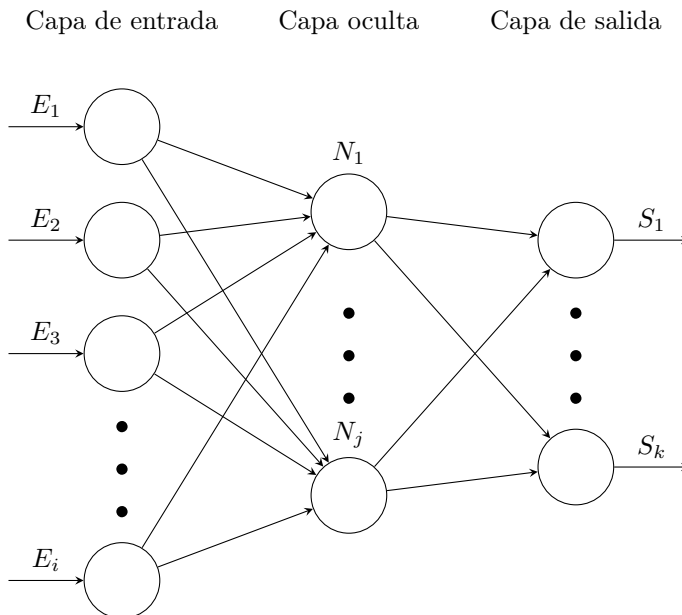 Capa de entrada Capa oculta Capa de salida
E₁
N₁
E₂
S₁
E₃
Nⱼ
Sₖ
Eᵢ